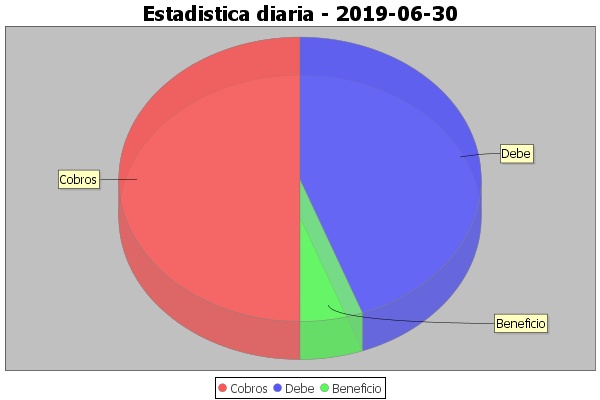 Estadistica diaria - 2019-06-30
Debe
Cobros
Beneficio
Cobros Debe Beneficio